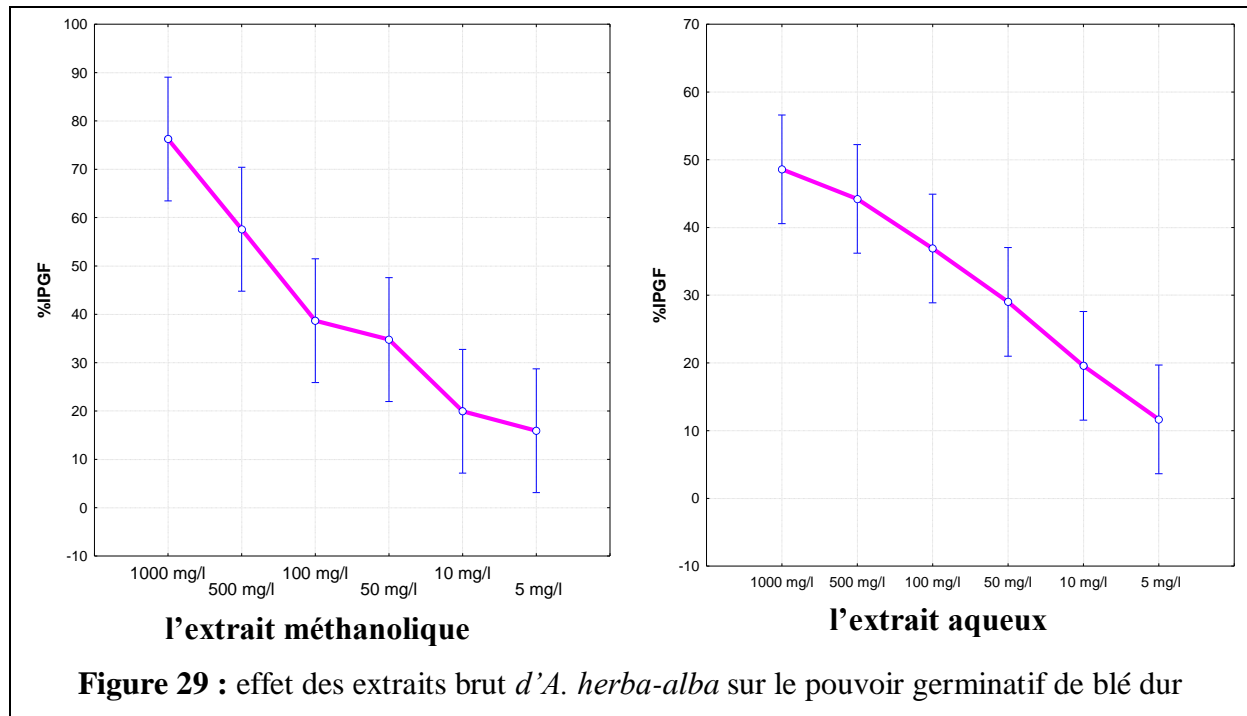 100
90
80
70
60
50
40
30
20
10
0
-10
%IPGF
1000 mg/l
500 mg/l
100 mg/l
50 mg/l
10 mg/l
5 mg/l
l’extrait méthanolique
70
60
50
40
30
20
10
0
-10
%IPGF
1000 mg/l 500 mg/l 100 mg/l 50 mg/l 10 mg/l 5 mg/l
l’extrait aqueux
Figure 29 : effet des extraits brut d’A. herba-alba sur le pouvoir germinatif de blé dur